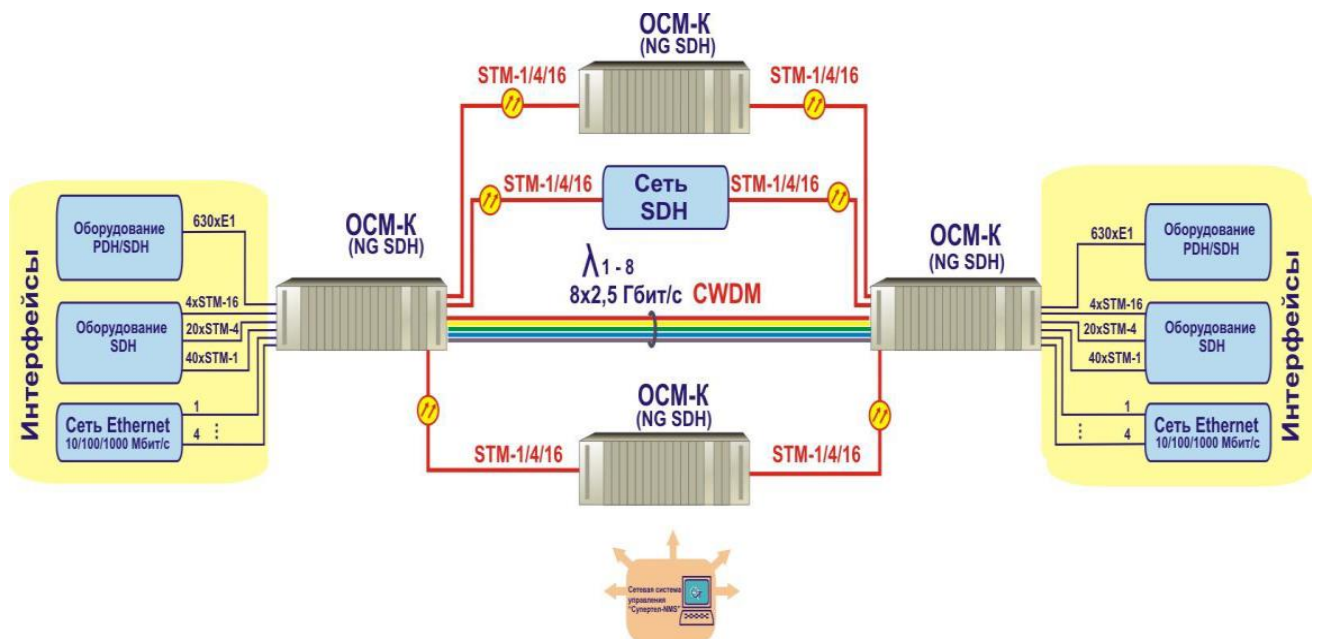 ОСМ-К
(NG SDH)
STM-1/4/16
STM-1/4/16
STM-1/4/16
Сеть
SDH
STM-1/4/16
Интерфейсы
Оборудование
PDH/SDH
630xE1
Оборудование
SDH
4xSTM-16
20xSTM-4
40xSTM-1
Сеть Ethernet
10/100/1000 Мбит/с
1
4 ⋮
ОСМ-К
(NG SDH)
λ 1 - 8
8x2,5 Гбит/с CWDM
ОСМ-К
(NG SDH)
630xE1
Оборудование
PDH/SDH
4xSTM-16
20xSTM-4
40xSTM-1
Оборудование
SDH
1
⋮ 4
Сеть Ethernet
10/100/1000 Мбит/с
Интерфейсы
ОСМ-К
(NG SDH)
STM-1/4/16
STM-1/4/16
Сетевая система
управления
"Супертел-NMS"